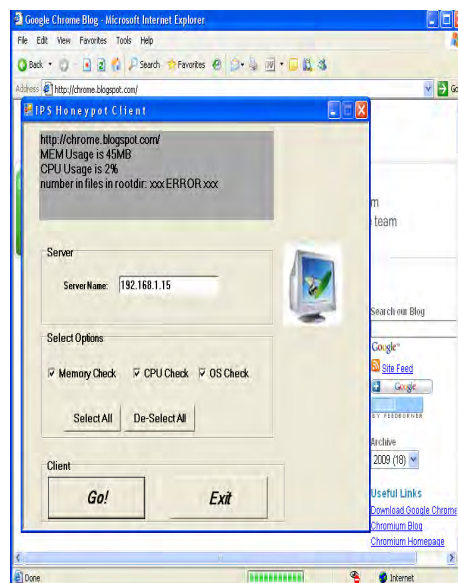 Google Chrome Blog - Microsoft Internet Explorer
File Edit View Favorites Tools Help
Back Search Favorites
Address http://chrome.blogspot.com/ Go
IPS Honeypot Client
http://chrome.blogspot.com/
MEM Usage is 45MB
CPU Usage is 2%
number in files in rootdir: xxx ERROR xxx
m
team
Server
Server Name: 192.168.1.15
Search our Blog
Select Options
Google™
Memory Check CPU Check OS Check
Site Feed
Google
Select All De-Select All
BY FEEDBURNER
Archive
2009 (18)
Client
Go! Exit
Useful Links
Download Google Chrome
Chromium Blog
Chromium Homepage
Done Internet